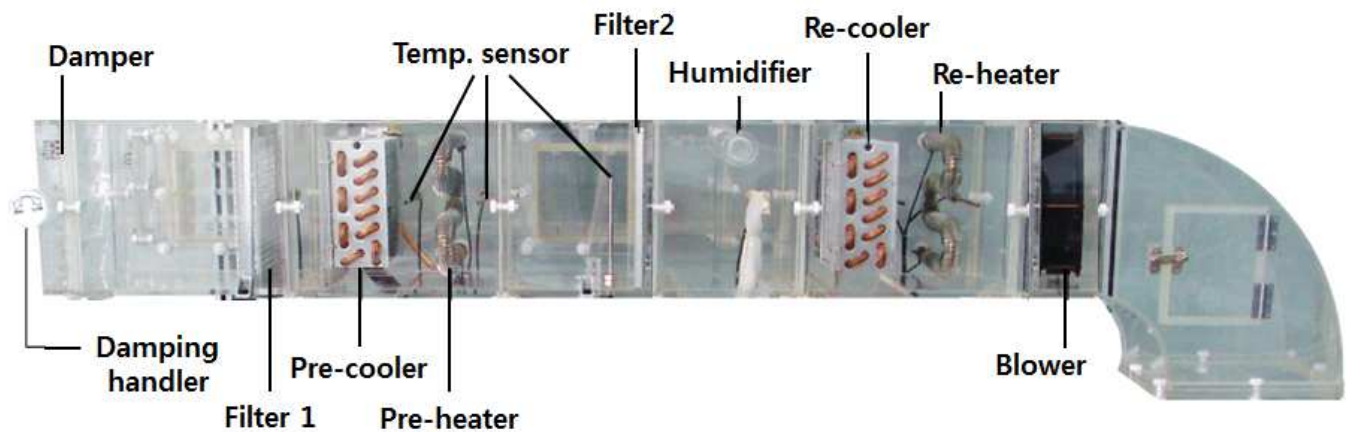 Filter2
Re-cooler
Damper
Temp. sensor
Humidifier
Re-heater
Damping
handler
Pre-cooler
Blower
Filter 1
Pre-heater